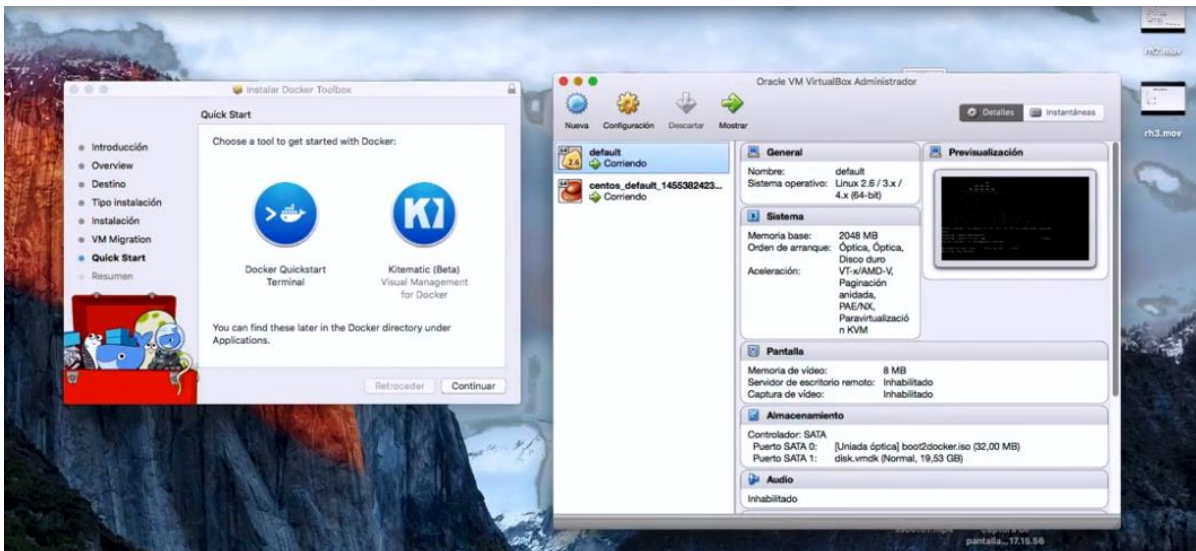 rh2.mov
rh3.mov
Instalar Docker Toolbox
Quick Start
Introducción
Overview
Destino
Tipo instalación
Instalación
VM Migration
Quick Start
Resumen
Choose a tool to get started with Docker:
Docker Quickstart
Terminal
Kitematic (Beta)
Visual Management
for Docker
You can find these later in the Docker directory under
Applications.
Retroceder
Continuar
Oracle VM VirtualBox Administrador
Nueva
Configuración
Descartar
Mostrar
Detalles
Instantáneas
default
Corriendo
centos_default_1455382423...
Corriendo
General
Nombre: default
Sistema operativo: Linux 2.6 / 3.x /
4.x (64-bit)
Sistema
Memoria base: 2048 MB
Orden de arranque: Óptica, Óptica,
Disco duro
Aceleración: VT-x/AMD-V,
Paginación
anidada,
PAE/NX,
Paravirtualizació
n KVM
Previsualización
Pantalla
Memoria de vídeo: 8 MB
Servidor de escritorio remoto: Inhabilitado
Captura de vídeo: Inhabilitado
Almacenamiento
Controlador: SATA
Puerto SATA 0: [Uniada óptica] boot2docker.iso (32,00 MB)
Puerto SATA 1: disk.vmdk (Normal, 19,53 GB)
Audio
Inhabilitado
pantalla...17.15.56